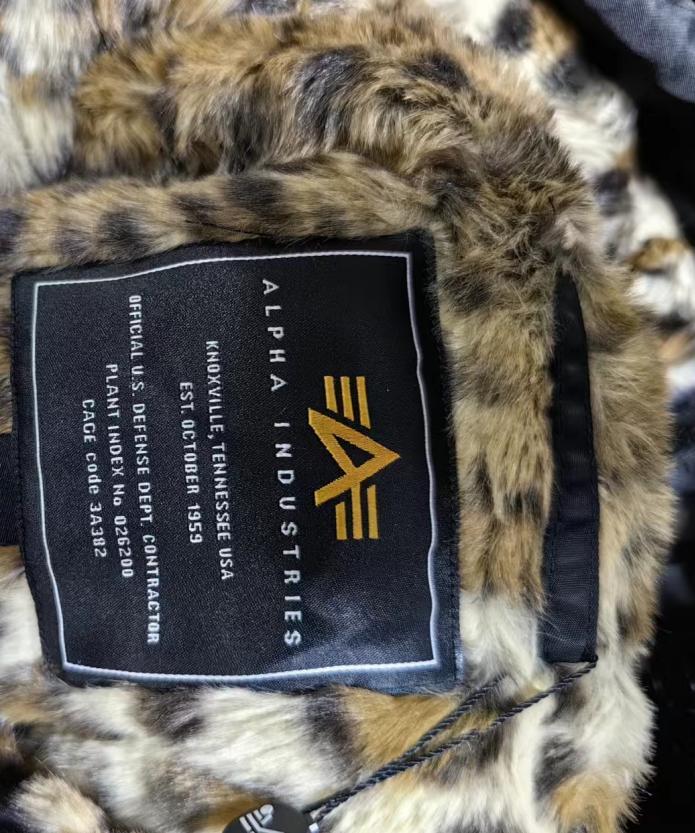 ALPHA INDUSTRIES
KNOXVILLE, TENNESSEE USA
EST. OCTOBER 1959
OFFICIAL U.S. DEFENSE DEPT. CONTRACTOR
PLANT INDEX No 026200
CAGE code 3A382